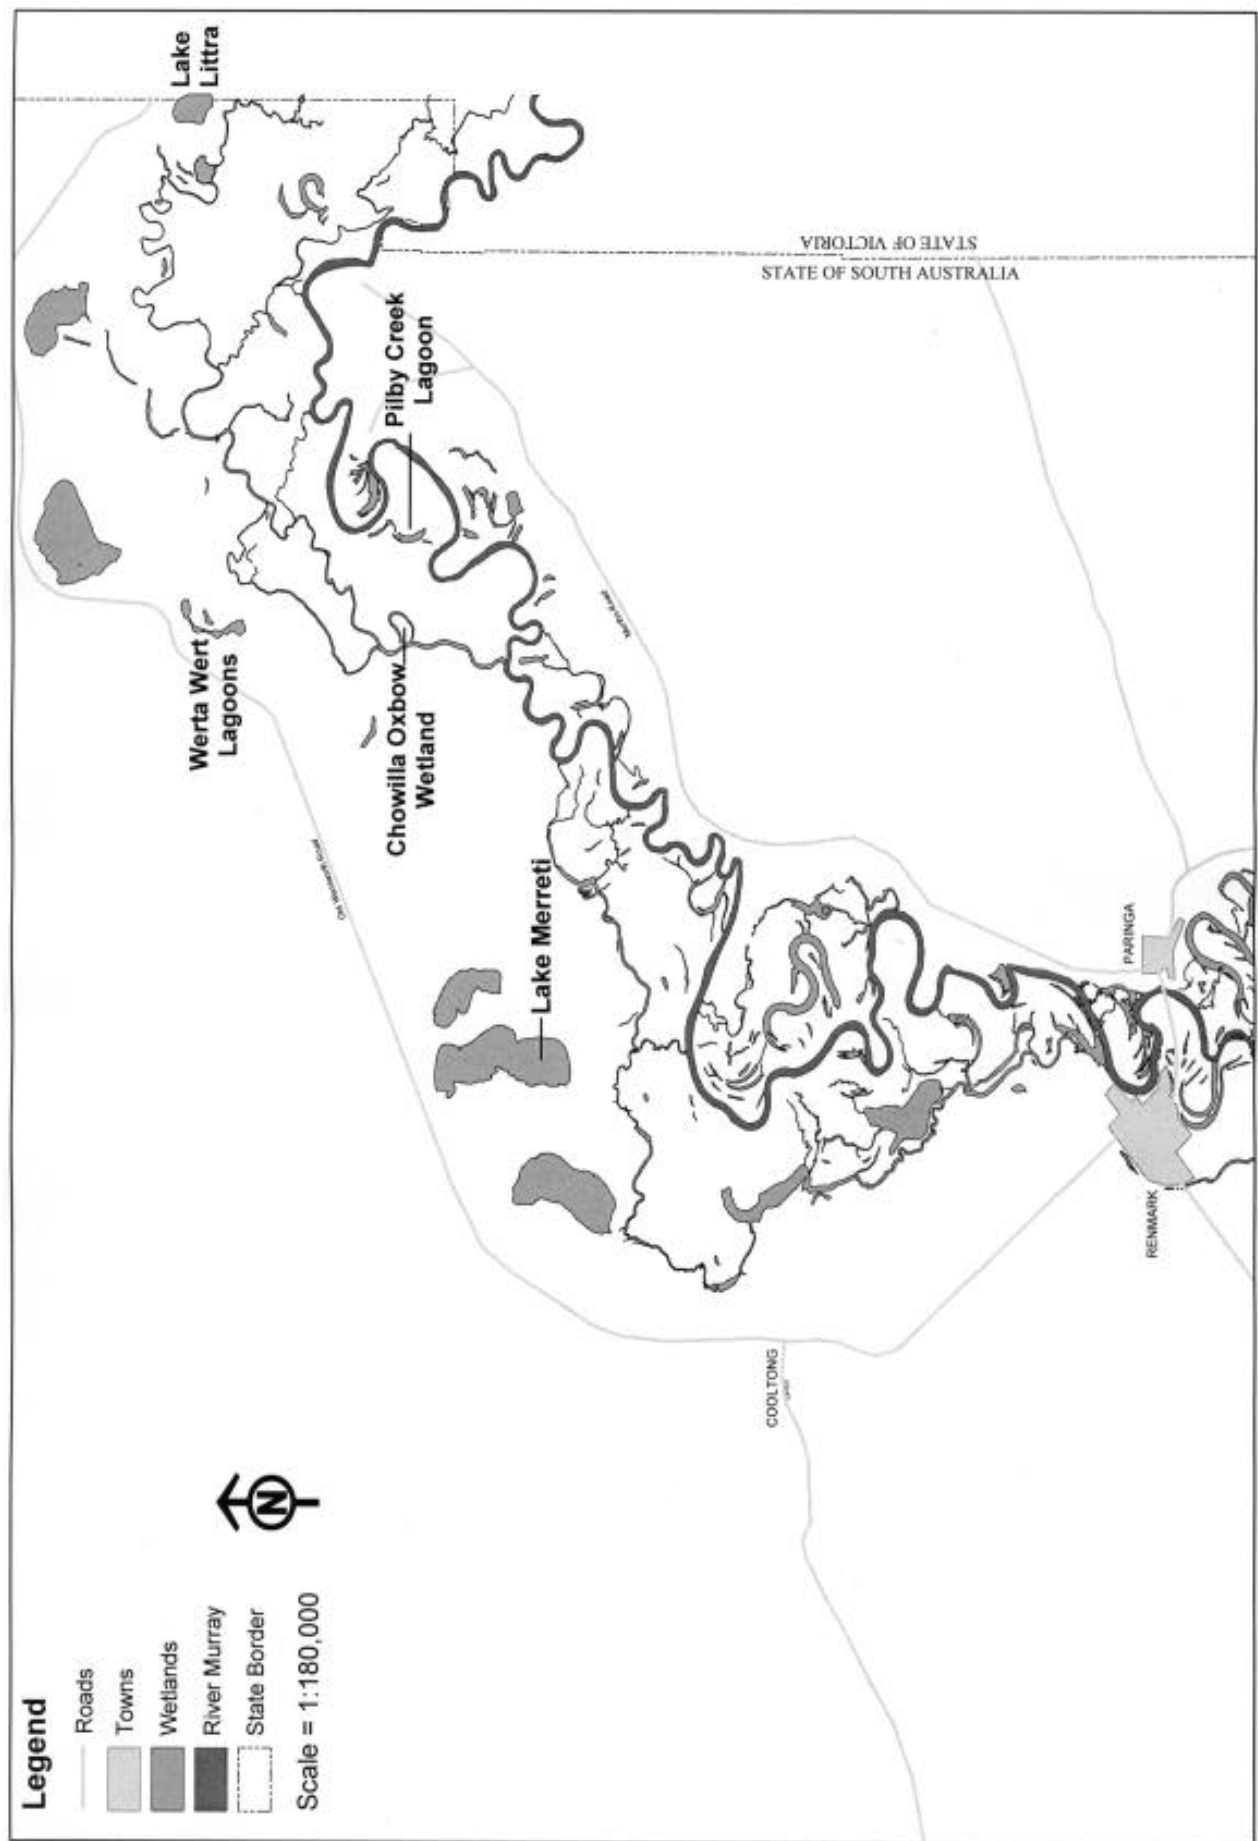 Legend
Roads
Towns
Wetlands
River Murray
State Border
Scale = 1:180,000
N
Lake
Littra
Werta Wert
Lagoons
Pilby Creek
Lagoon
Chowilla Oxbow
Wetland
Lake Merreti
STATE OF VICTORIA
STATE OF SOUTH AUSTRALIA
PARINGA
RENMARK
COOLTONG